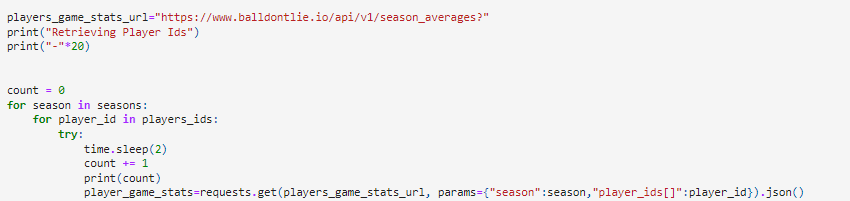 players_game_stats_url="https://www.balldontlie.io/api/v1/season_averages?"
print("Retrieving Player Ids")
print("-"*20)
count = 0
for season in seasons:
    for player_id in players_ids:
        try:
            time.sleep(2)
            count += 1
            print(count)
            player_game_stats=requests.get(players_game_stats_url, params={"season":season,"player_ids[]":player_id}).json()